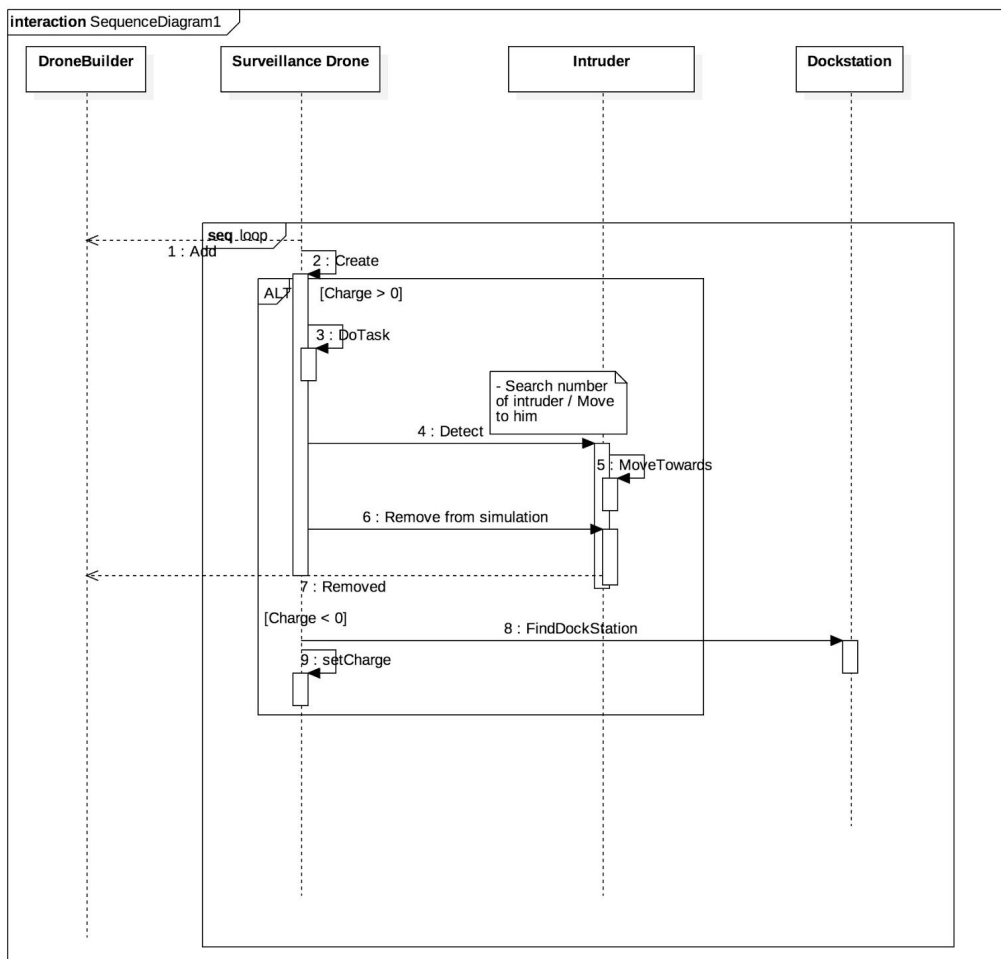 interaction SequenceDiagram1
DroneBuilder
Surveillance Drone
Intruder
Dockstation
seq loop
1 : Add
2 : Create
ALT
[Charge > 0]
3 : DoTask
- Search number
of intruder / Move
to him
4 : Detect
5 : MoveTowards
6 : Remove from simulation
7 : Removed
[Charge < 0]
8 : FindDockStation
9 : setCharge